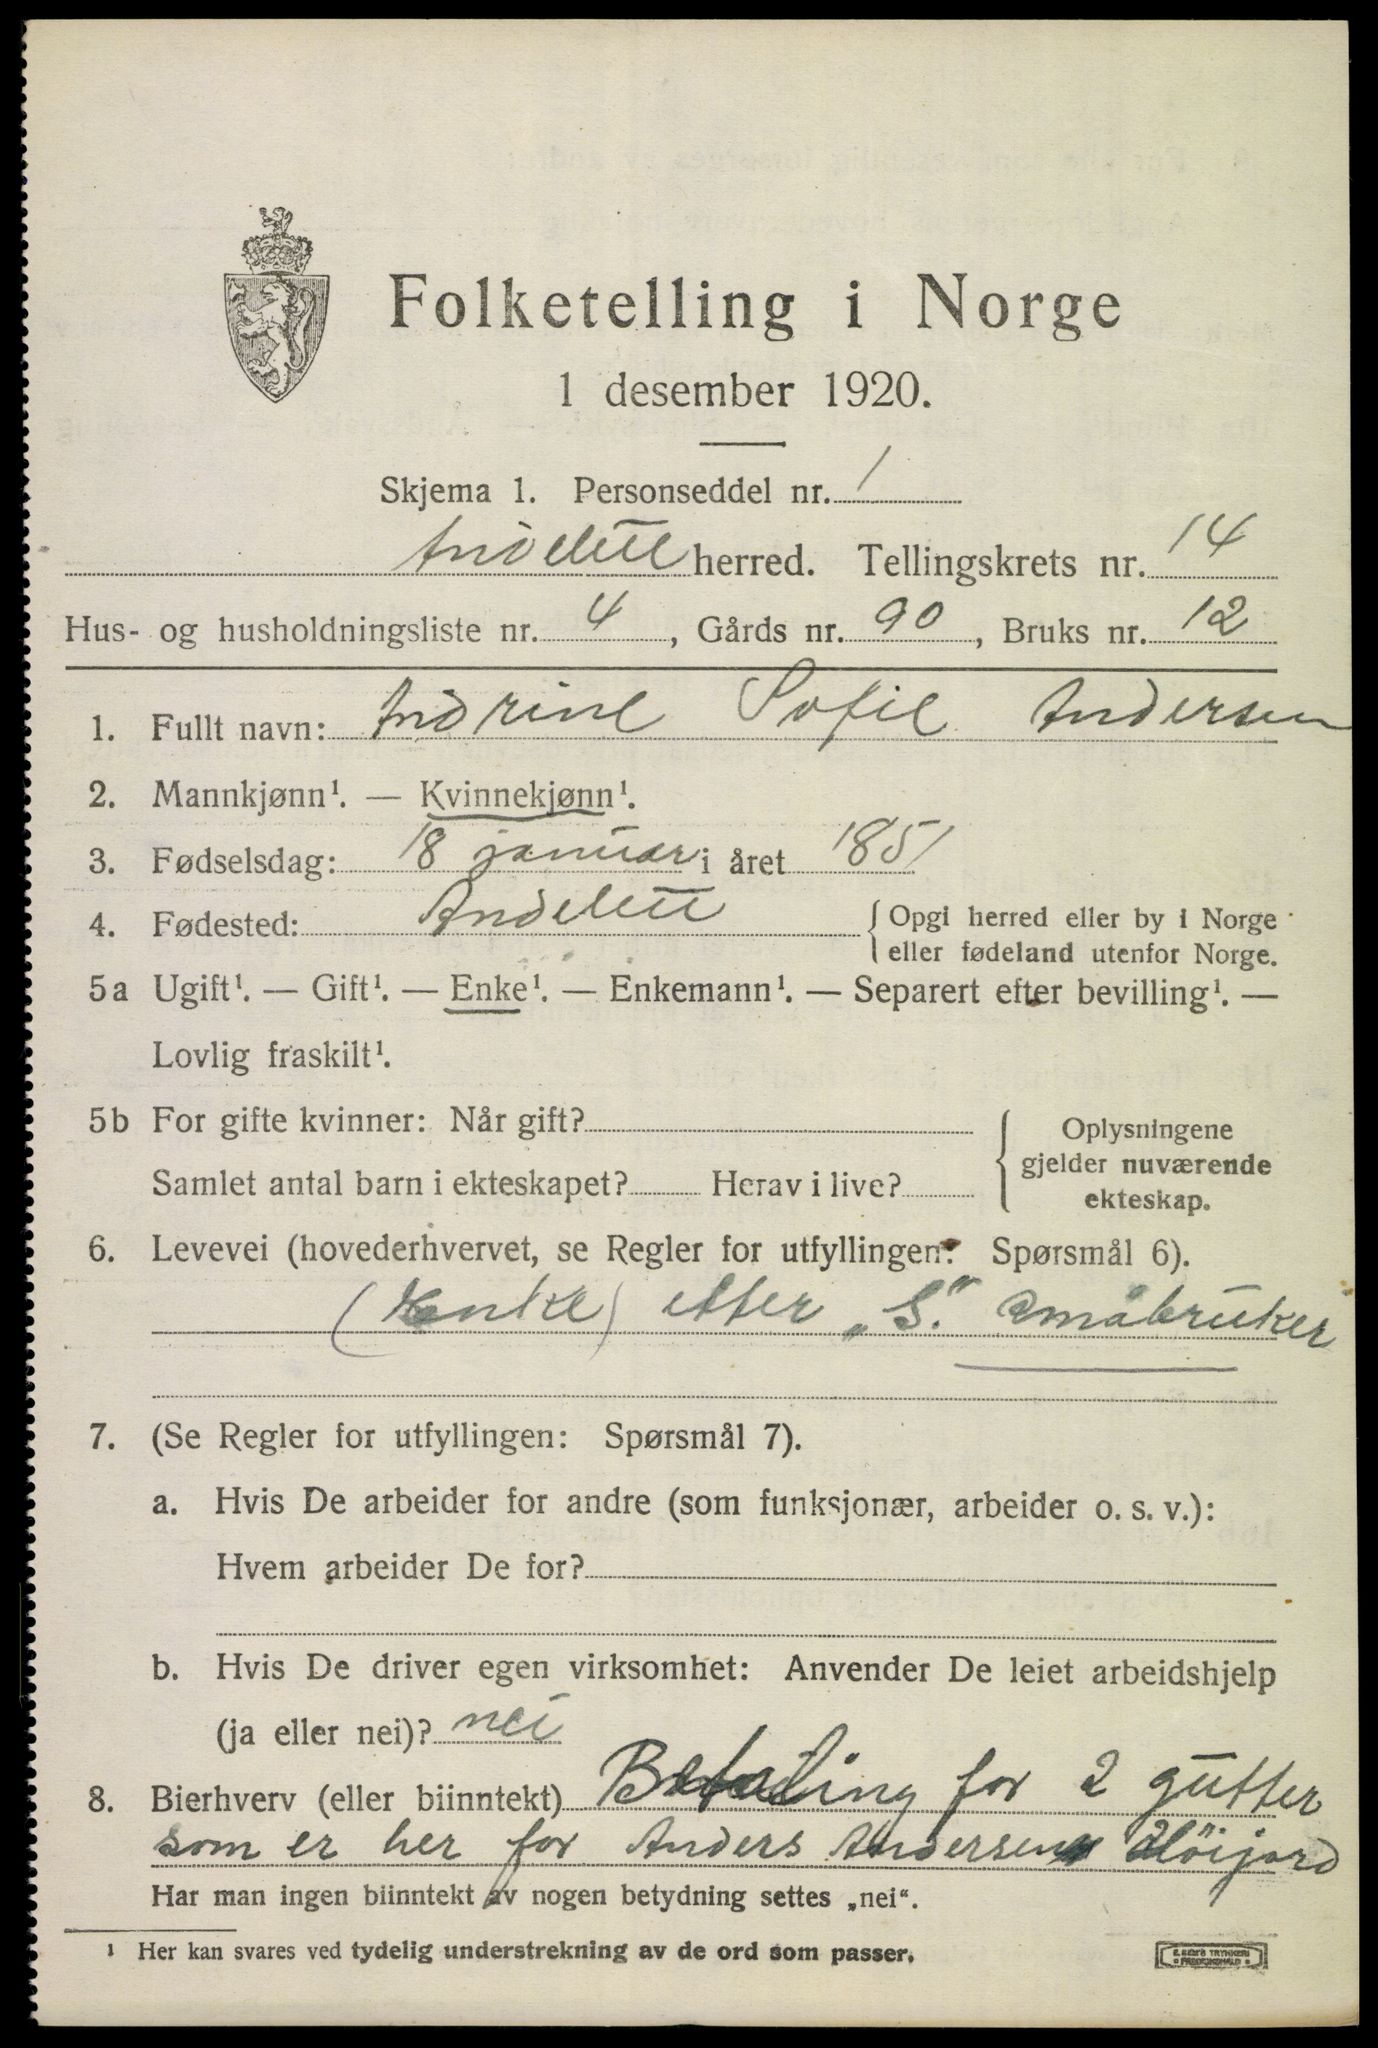 Folketelling i Norge
1 desember 1920.
Skjema 1. Personseddel nr. 1
Andebu herred. Tellingskrets nr. 14
Hus- og husholdningsliste nr. 4, Gårds nr. 90, Bruks nr. 12
1. Fullt navn: Andrine Sofie Andersen
2. Mannkjønn¹. — Kvinnekjønn¹.
3. Fødselsdag: 18 januar i året 1851
4. Fødested: Andebu
{ Opgi herred eller by i Norge
eller fødeland utenfor Norge.
5a Ugift¹. — Gift¹. — Enke¹. — Enkemann¹. — Separert efter bevilling¹. —
Lovlig fraskilt¹.
5b For gifte kvinner: Når gift?
Samlet antal barn i ekteskapet? Herav i live?
{ Oplysningene
gjelder nuværende
ekteskap.
6. Levevei (hovederhvervet, se Regler for utfyllingen: Spørsmål 6).
(enke) etter „S." småbruker
7. (Se Regler for utfyllingen: Spørsmål 7).
a. Hvis De arbeider for andre (som funksjonær, arbeider o. s. v.):
Hvem arbeider De for?
b. Hvis De driver egen virksomhet: Anvender De leiet arbeidshjelp
(ja eller nei)? nei
8. Bierhverv (eller biinntekt) Betaling for 2 gutter
som er her for Anders Andersen Höijord
Har man ingen biinntekt av nogen betydning settes „nei“.
¹ Her kan svares ved tydelig understrekning av de ord som passer.